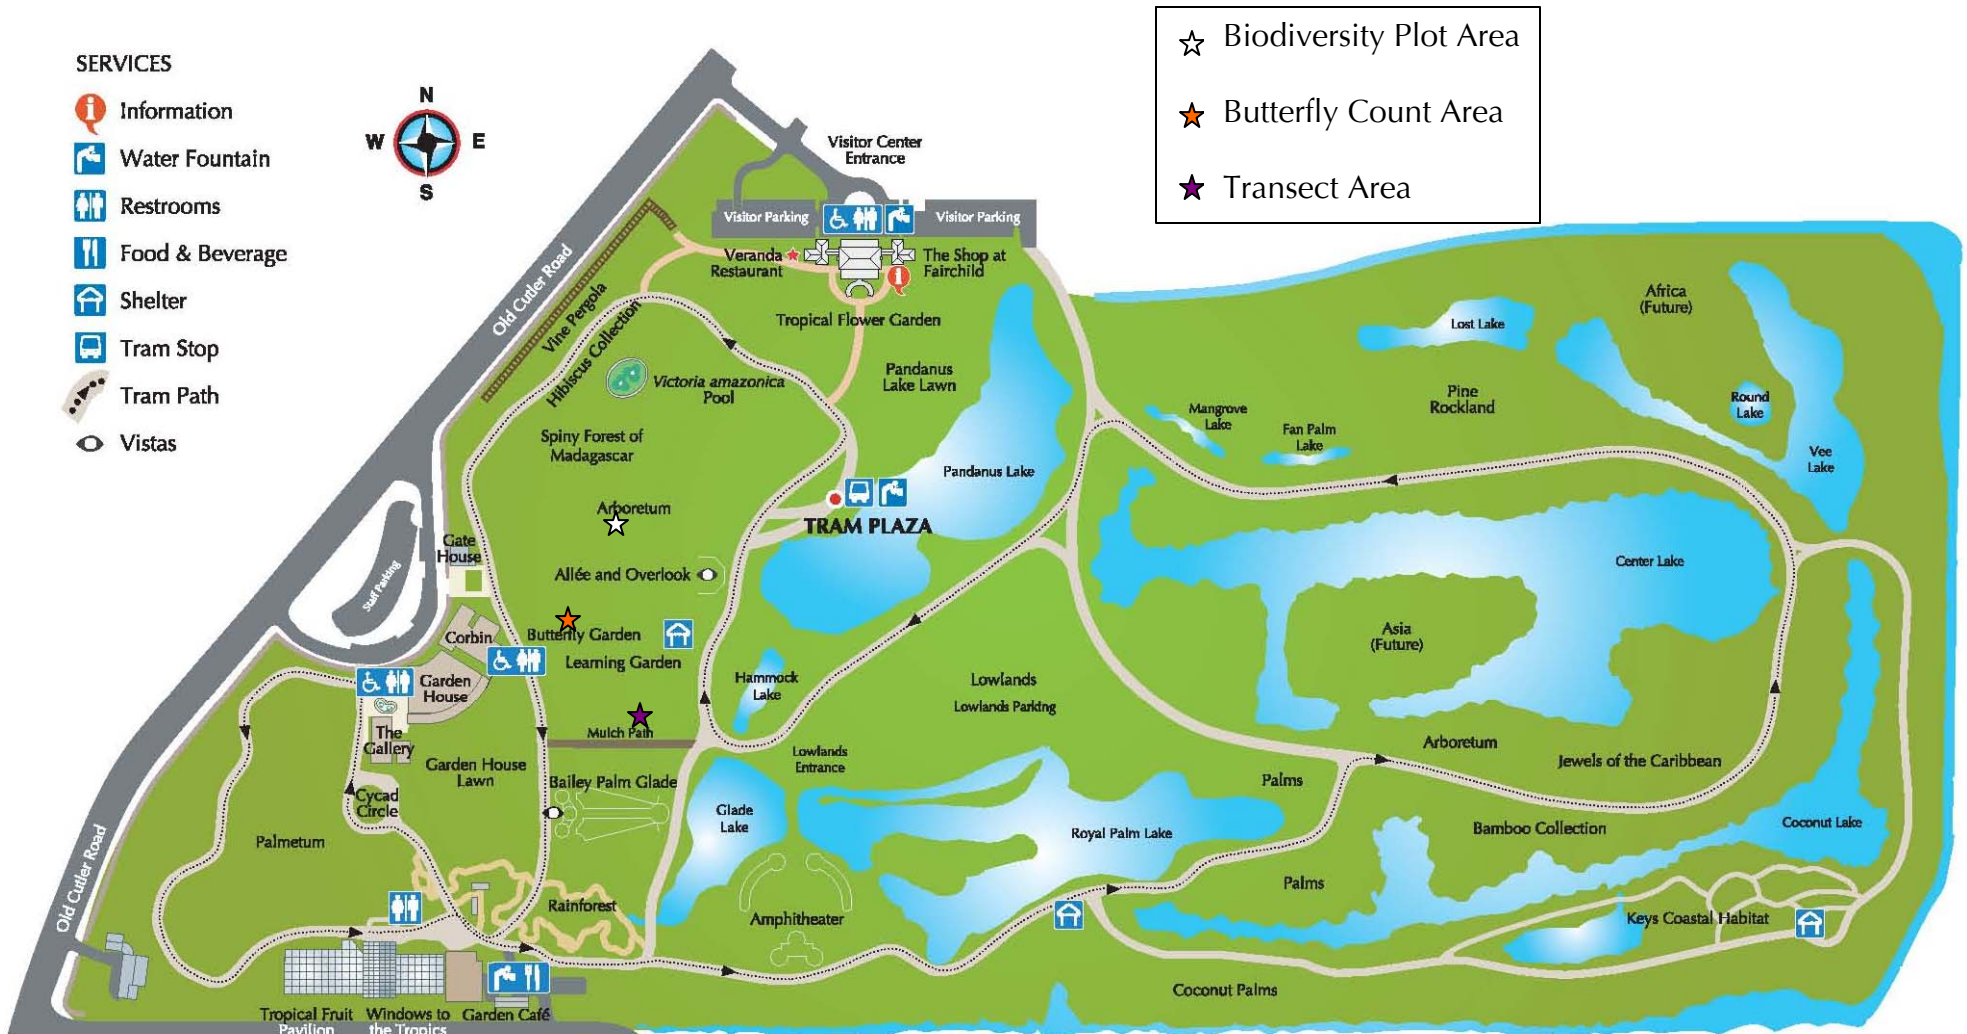 Biodiversity Plot Area
Butterfly Count Area
Transect Area
SERVICES
Information
Water Fountain
Restrooms
Food & Beverage
Shelter
Tram Stop
Tram Path
Vistas
N
W
E
S
Visitor Center
Entrance
Visitor Parking
Visitor Parking
Veranda
Restaurant
The Shop at
Fairchild
Old Cutler Road
Vine Pergola
Hibiscus Collection
Tropical Flower Garden
Victoria amazonica
Pool
Pandanus
Lake Lawn
Spiny Forest of
Madagascar
Pandanus Lake
Arboretum
TRAM PLAZA
Gate
House
Staff Parking
Allée and Overlook
Corbin
Butterfly Garden
Learning Garden
Garden
House
Hammock
Lake
Lowlands
Lowlands Parking
The
Gallery
Mulch Path
Garden House
Lawn
Bailey Palm Glade
Lowlands
Entrance
Cycad
Circle
Glade
Lake
Palmetum
Royal Palm Lake
Old Cutler Road
Rainforest
Amphitheater
Tropical Fruit
Pavilion
Windows to
the Tropics
Garden Café
Africa
(Future)
Lost Lake
Pine
Rockland
Round
Lake
Mangrove
Lake
Fan Palm
Lake
Vee
Lake
Center Lake
Asia
(Future)
Arboretum
Jewels of the Caribbean
Palms
Bamboo Collection
Coconut Lake
Palms
Keys Coastal Habitat
Coconut Palms